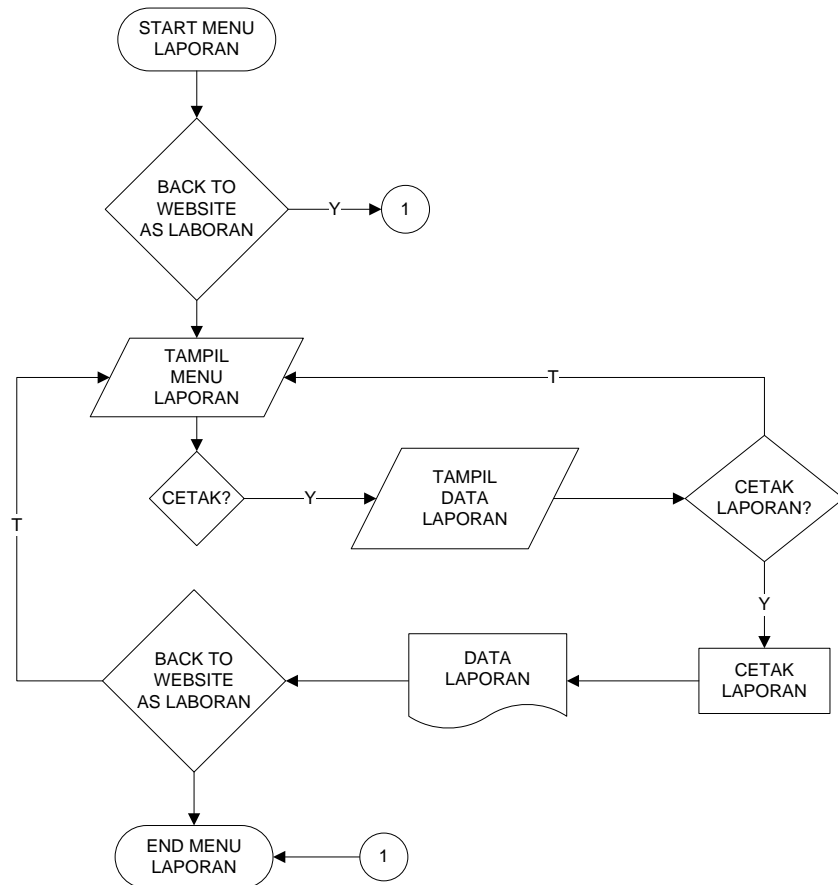 START MENU
LAPORAN
BACK TO
WEBSITE
AS LABORAN
Y
1
TAMPIL
MENU
LAPORAN
T
CETAK?
Y
TAMPIL
DATA
LAPORAN
CETAK
LAPORAN?
T
Y
BACK TO
WEBSITE
AS LABORAN
DATA
LAPORAN
CETAK
LAPORAN
END MENU
LAPORAN
1